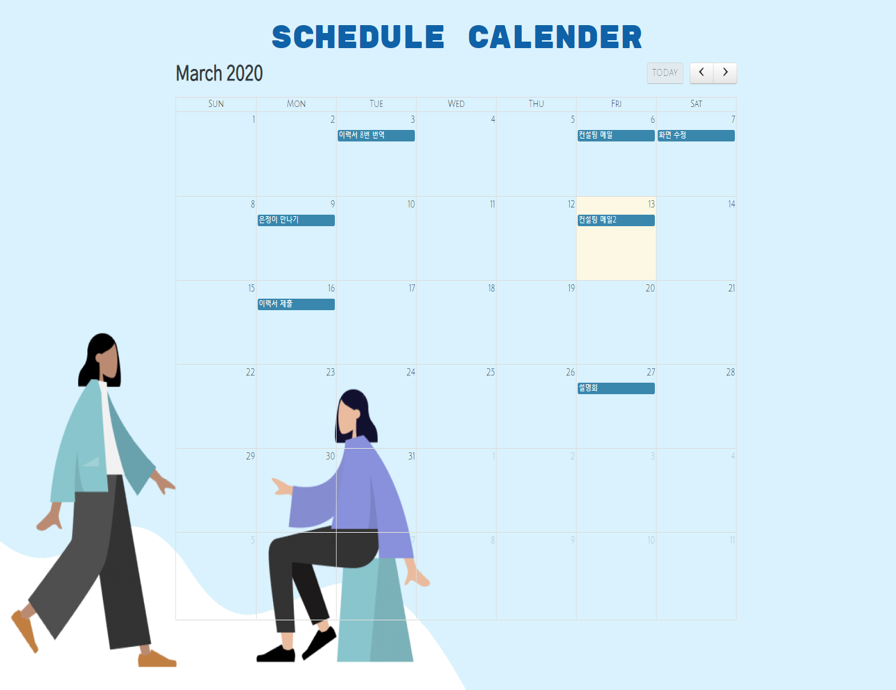 SCHEDULE CALENDER
March 2020
TODAY
SUN MON TUE WED THU FRI SAT
1 2 3 4 5 6 7
이력서 8번 번역 컨설팅 메일 화면 수정
8 9 10 11 12 13 14
은정이 만나기 컨설팅 메일2
15 16 17 18 19 20 21
이력서 제출
22 23 24 25 26 27 28
설명회
29 30 31 1 2 3 4
5 7 8 9 10 11